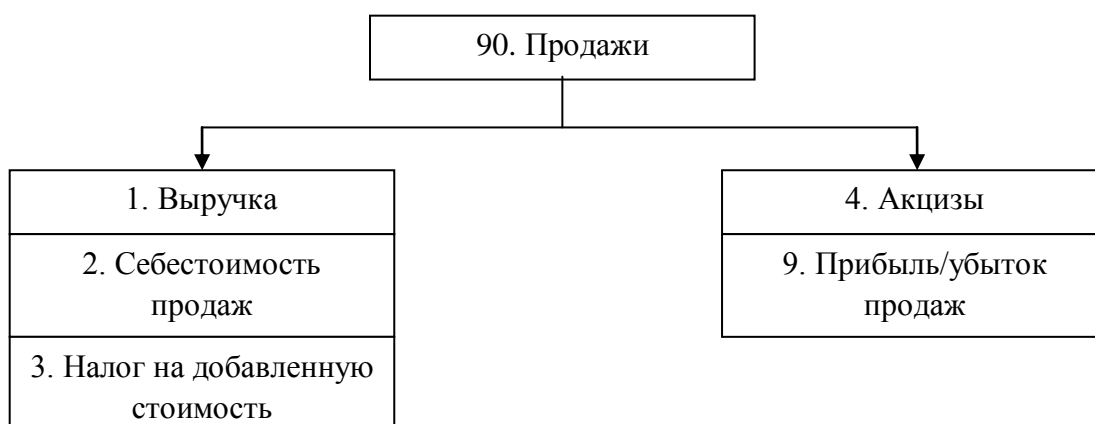 90. Продажи
1. Выручка
2. Себестоимость
продаж
3. Налог на добавленную
стоимость
4. Акцизы
9. Прибыль/убыток
продаж